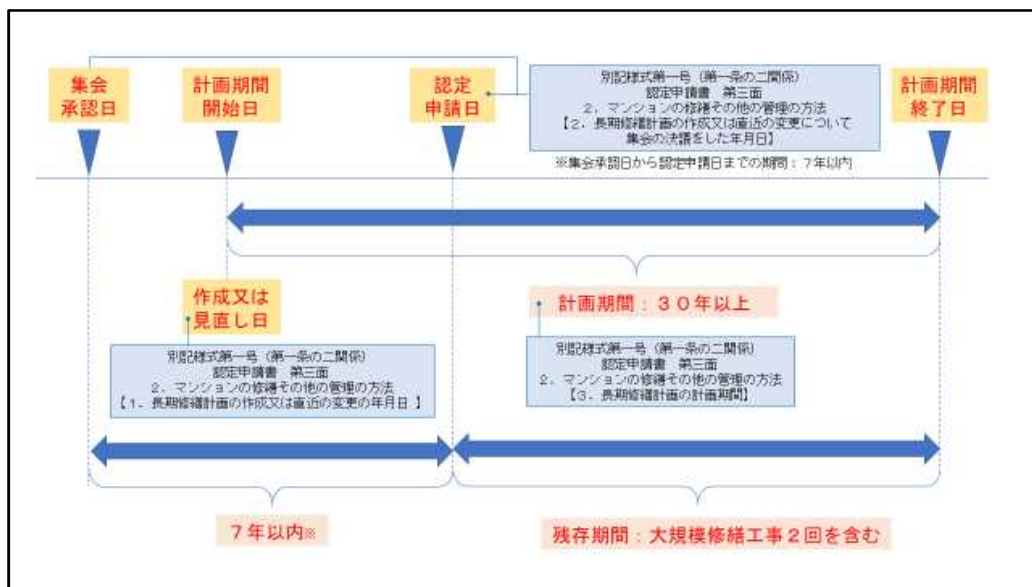 集会
承認日
計画期間
開始日
認定
申請日
別記様式第一号（第一条の二関係）
認定申請書　第三面
２．マンションの修繕その他の管理の方法
【２．長期修繕計画の作成又は直近の変更について
集会の決議をした年月日】
※集会承認日から認定申請日までの期間：７年以内
計画期間
終了日
作成又は
見直し日
計画期間：３０年以上
別記様式第一号（第一条の二関係）
認定申請書　第三面
２．マンションの修繕その他の管理の方法
【１．長期修繕計画の作成又は直近の変更の年月日 】
別記様式第一号（第一条の二関係）
認定申請書　第三面
２．マンションの修繕その他の管理の方法
【３．長期修繕計画の計画期間】
７年以内※
残存期間：大規模修繕工事２回を含む